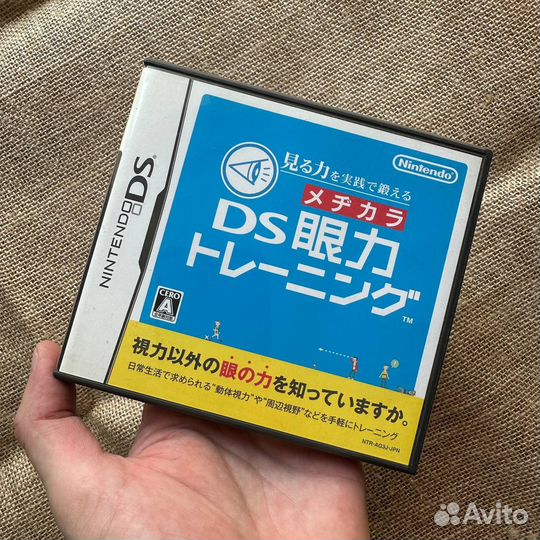 NINTENDO DS
Nintendo
見る力を実践で鍛える
メヂカラ
DS眼力
トレーニング™
CERO
A
視力以外の眼の力を知っていますか。
日常生活で求められる"動体視力"や"周辺視野"などを手軽にトレーニング
NTR-AG3J-JPN
Avito